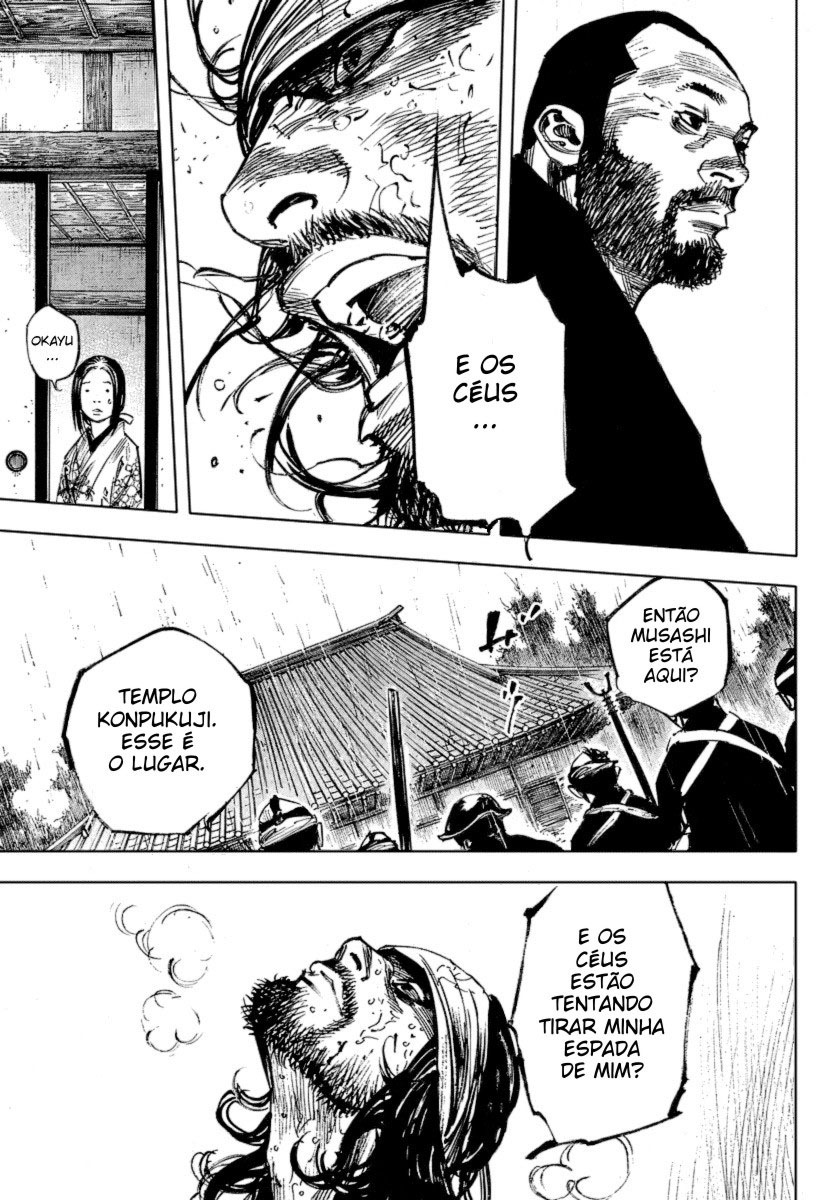 E OS
CÉUS
...
OKAYU
...
ENTÃO
MUSASHI
ESTÁ
AQUI?
TEMPLO
KONPUKUJI.
ESSE É
O LUGAR.
E OS
CÉUS
ESTÃO
TENTANDO
TIRAR MINHA
ESPADA
DE MIM?